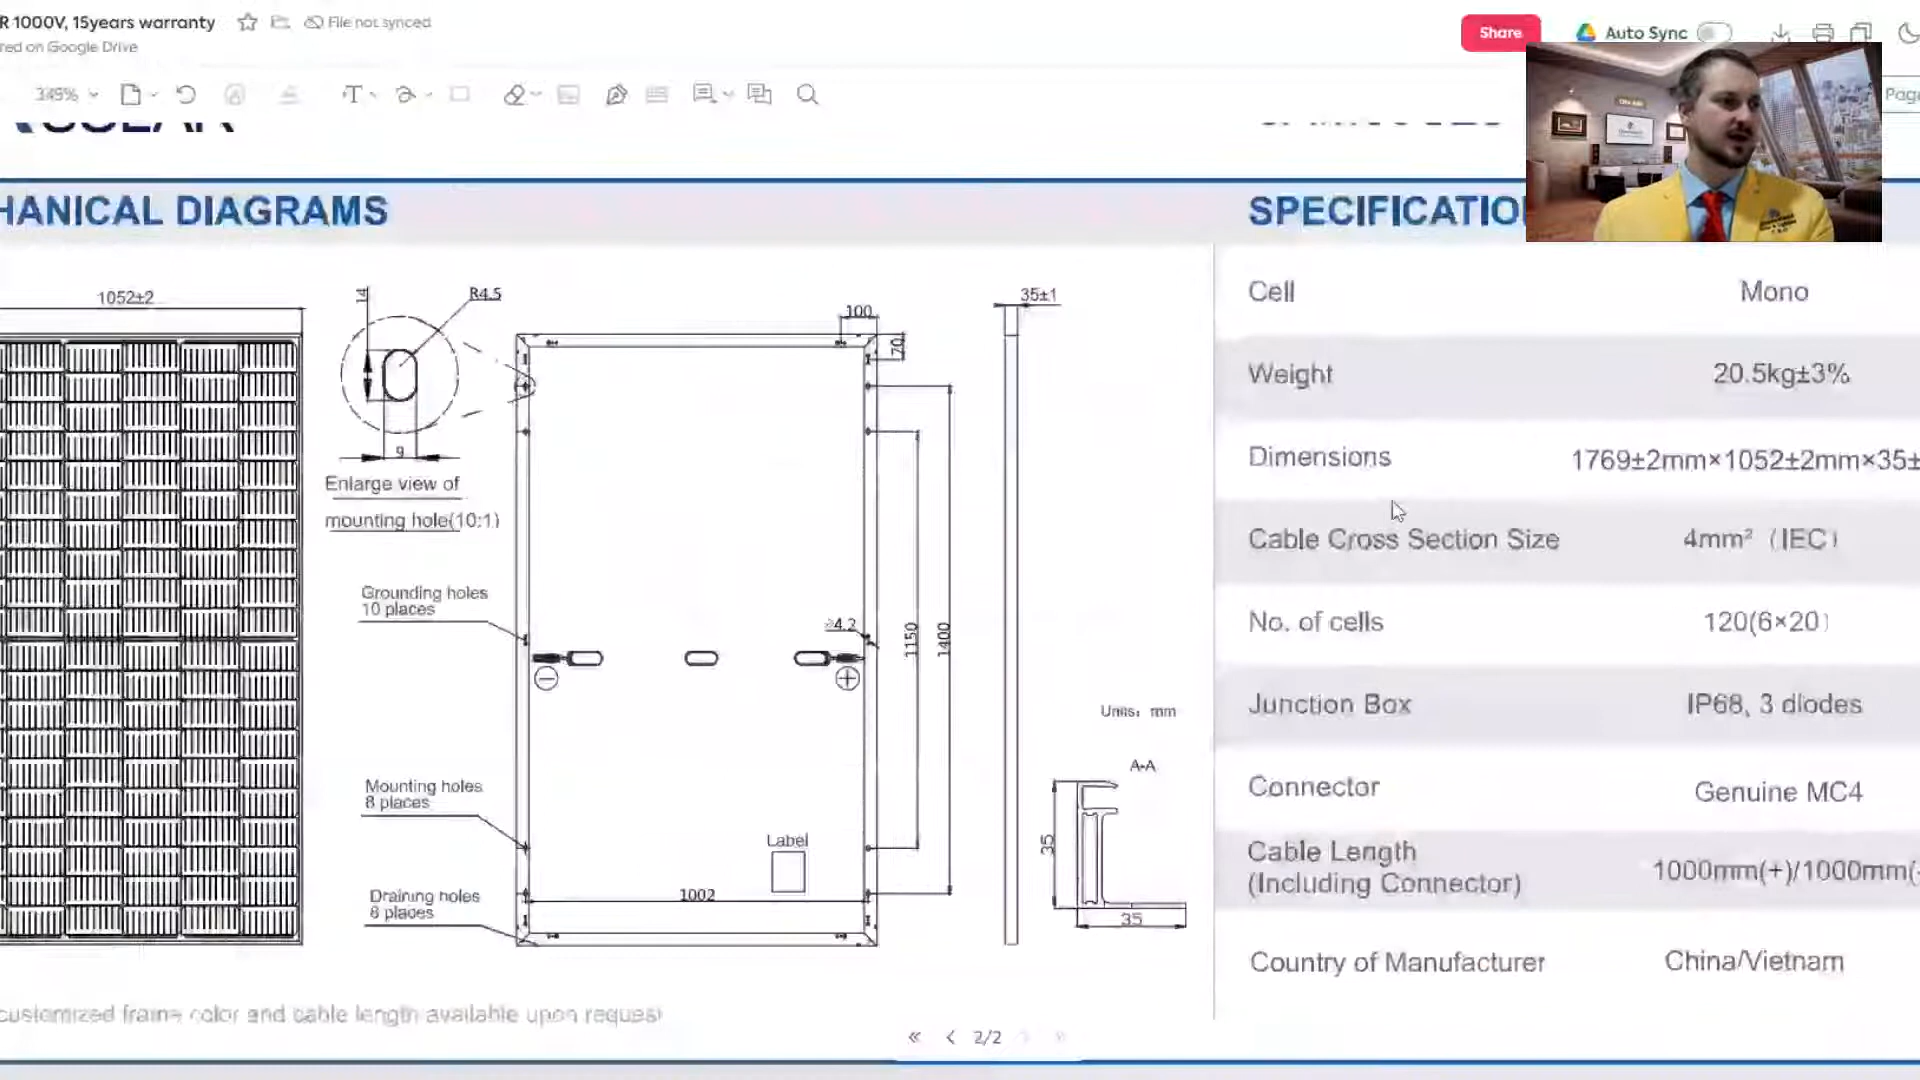 R 1000V, 15years warranty
File not synced
red on Google Drive
Share
Auto Sync
349%
Page
HANICAL DIAGRAMS
SPECIFICATIO
1052±2
14
R4.5
9
Enlarge view of
mounting hole(10:1)
100
70
35±1
Grounding holes
10 places
4.2
1150
1400
Mounting holes
8 places
Label
Draining holes
8 places
1002
Units: mm
A-A
35
35
Cell Mono
Weight 20.5kg±3%
Dimensions 1769±2mm×1052±2mm×35±
Cable Cross Section Size 4mm² (IEC)
No. of cells 120(6×20)
Junction Box IP68, 3 diodes
Connector Genuine MC4
Cable Length
(Including Connector) 1000mm(+)/1000mm(-
Country of Manufacturer China/Vietnam
customized frame color and cable length available upon request
2/2